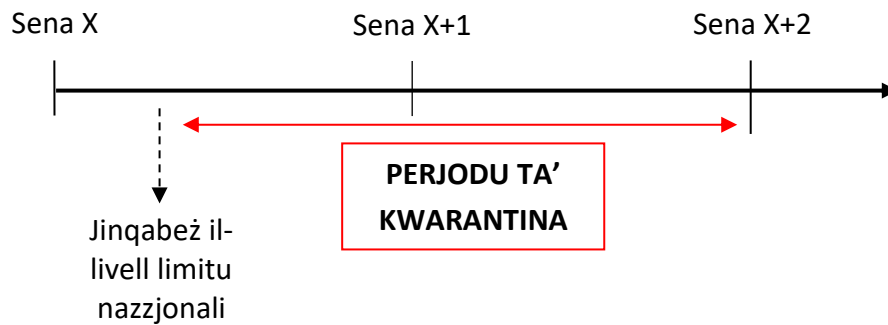 Sena X
Sena X+1
Sena X+2
PERJODU TA’
KWARANTINA
Jinqabeż il-
livell limitu
nazzjonali